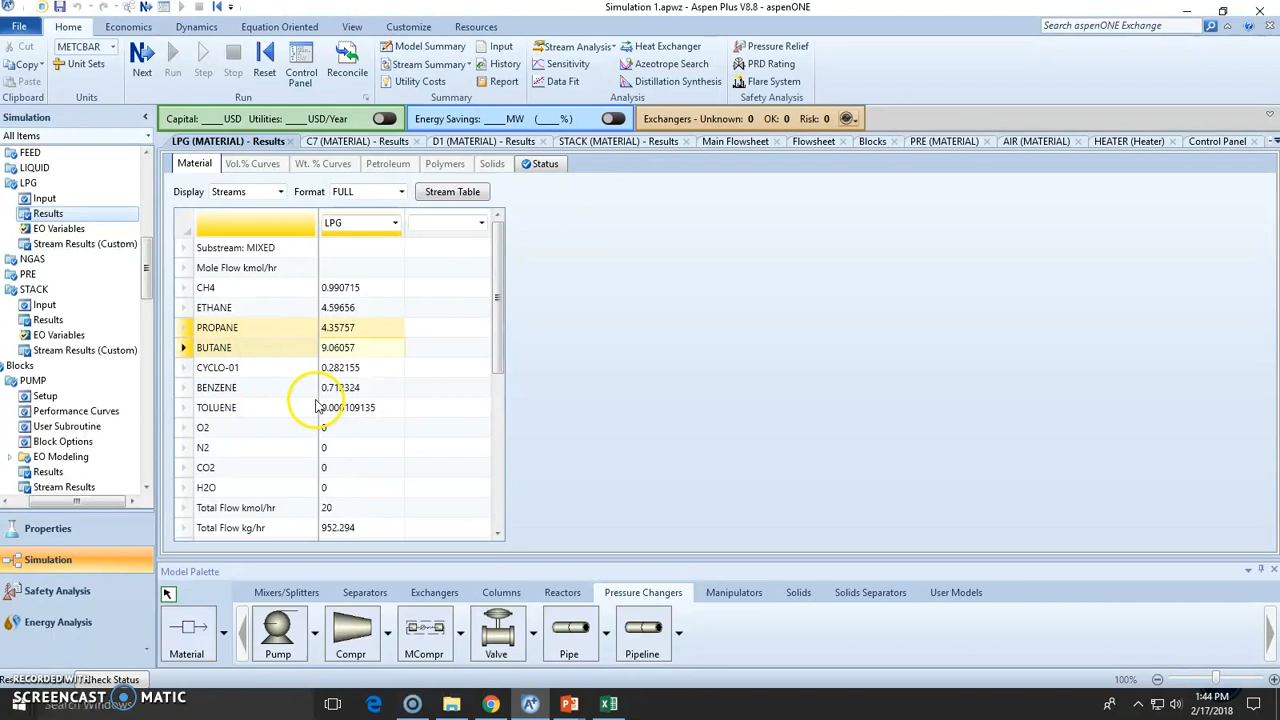 Simulation 1.apwz - Aspen Plus V8.8 - aspenONE
File Home Economics Dynamics Equation Oriented View Customize Resources Search aspenONE Exchange
Cut METCBAR Model Summary Input Stream Analysis Heat Exchanger Pressure Relief
Copy Unit Sets Next Run Step Stop Reset Control Panel Reconcile Stream Summary History Sensitivity Azeotrope Search PRD Rating
Paste Utility Costs Report Data Fit Distillation Synthesis Flare System
Clipboard Units Run Summary Analysis Safety Analysis
Simulation Capital: USD Utilities: USD/Year Energy Savings: MW ( %) Exchangers - Unknown: 0 OK: 0 Risk: 0
All Items LPG (MATERIAL) - Results C7 (MATERIAL) - Results D1 (MATERIAL) - Results STACK (MATERIAL) - Results Main Flowsheet Flowsheet Blocks PRE (MATERIAL) AIR (MATERIAL) HEATER (Heater) Control Panel
FEED
LIQUID
LPG
Input
Results
EO Variables
Stream Results (Custom)
NGAS
PRE
STACK
Input
Results
EO Variables
Stream Results (Custom)
Blocks
PUMP
Setup
Performance Curves
User Subroutine
Block Options
EO Modeling
Results
Stream Results
Properties
Simulation
Safety Analysis
Energy Analysis
Material Vol.% Curves Wt. % Curves Petroleum Polymers Solids Status
Display Streams Format FULL Stream Table
LPG
Substream: MIXED
Mole Flow kmol/hr
CH4 0.990715
ETHANE 4.59656
PROPANE 4.35757
BUTANE 9.06057
CYCLO-01 0.282155
BENZENE
TOLUENE
O2 0
N2 0
CO2 0
H2O 0
Total Flow kmol/hr 20
Total Flow kg/hr 952.294
Model Palette
Mixers/Splitters Separators Exchangers Columns Reactors Pressure Changers Manipulators Solids Solids Separators User Models
Material Pump Compr MCompr Valve Pipe Pipeline
RECORDED WITH Check Status 100%
SCREENCAST MATIC
Search Windows
1:44 PM
2/17/2018